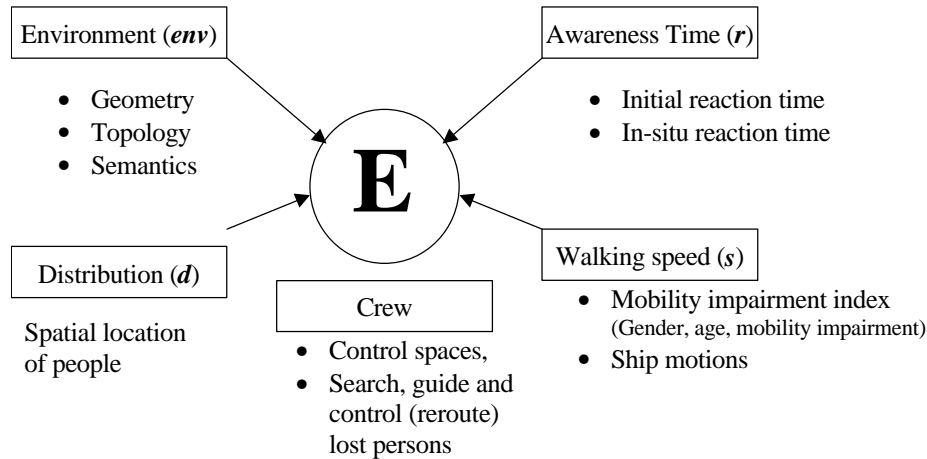 Environment (env)
• Geometry
• Topology
• Semantics
Awareness Time (r)
• Initial reaction time
• In-situ reaction time
E
Distribution (d)
Spatial location
of people
Crew
• Control spaces,
• Search, guide and
control (reroute)
lost persons
Walking speed (s)
• Mobility impairment index
(Gender, age, mobility impairment)
• Ship motions